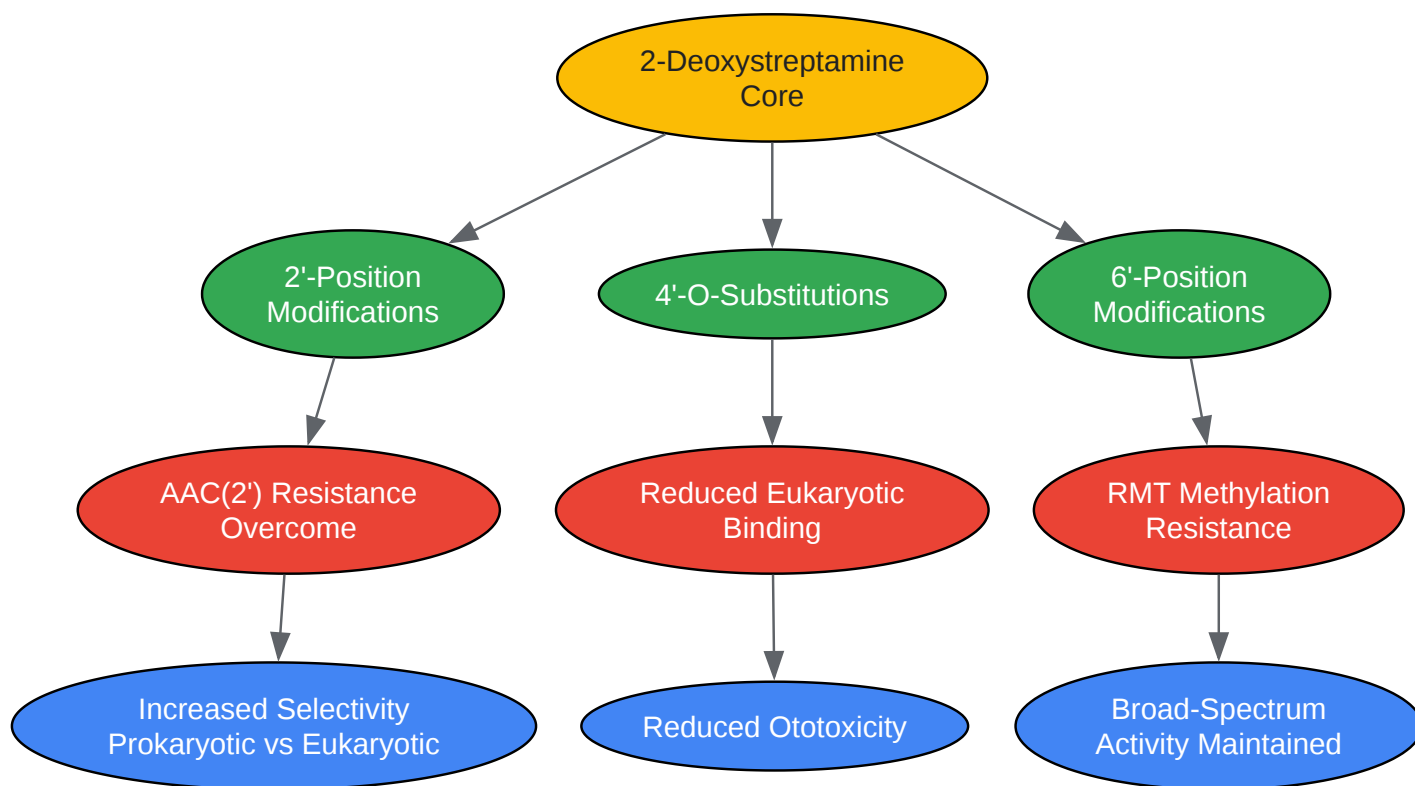 2-Deoxystreptamine
Core
2'-Position
Modifications
4'-O-Substitutions
6'-Position
Modifications
AAC(2') Resistance
Overcome
Reduced Eukaryotic
Binding
RMT Methylation
Resistance
Increased Selectivity
Prokaryotic vs Eukaryotic
Reduced Ototoxicity
Broad-Spectrum
Activity Maintained